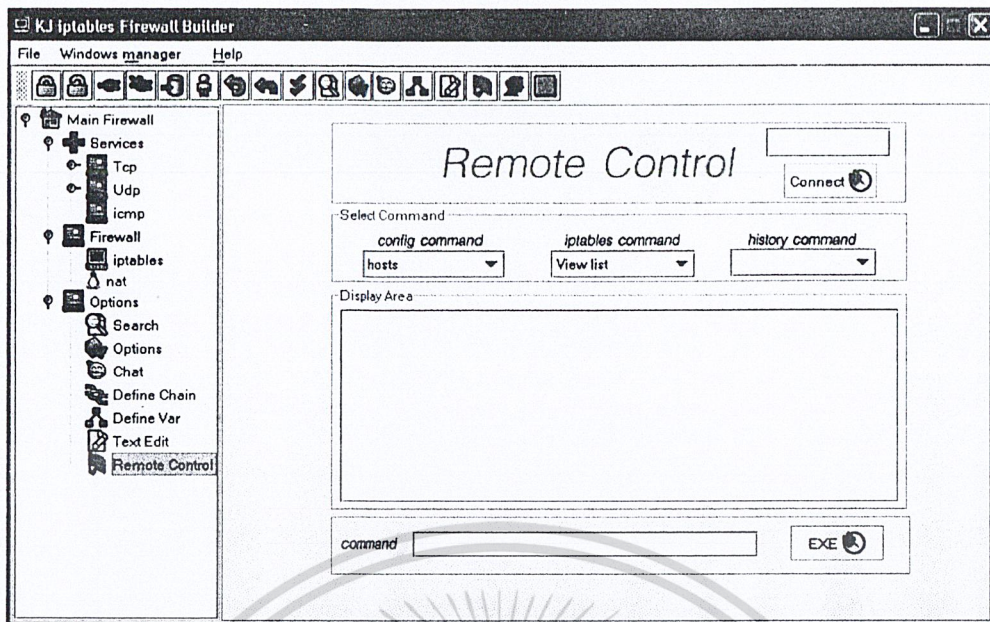 KJ iptables Firewall Builder
File Windows manager Help
Main Firewall
Services
Tcp
Udp
icmp
Firewall
iptables
nat
Options
Search
Options
Chat
Define Chain
Define Var
Text Edit
Remote Control
Remote Control
Connect
Select Command
config command iptables command history command
hosts View list
Display Area
command
EXE